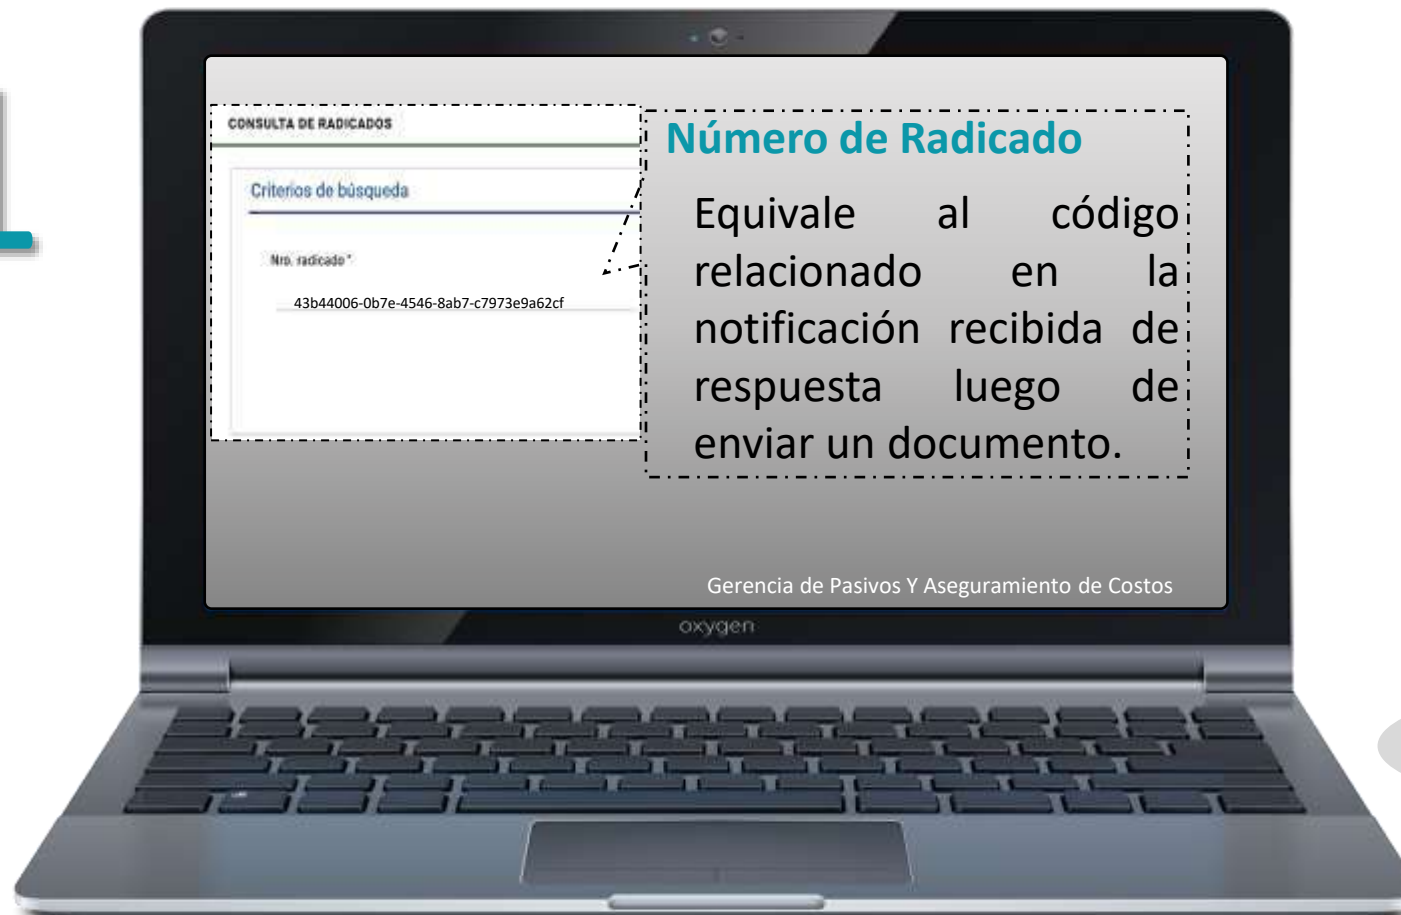 CONSULTA DE RADICADOS
Criterios de búsqueda
Nro. radicado *
43b44006-0b7e-4546-8ab7-c7973e9a62cf
Número de Radicado
Equivale al código
relacionado en la
notificación recibida de
respuesta luego de
enviar un documento.
Gerencia de Pasivos Y Aseguramiento de Costos
oxygen